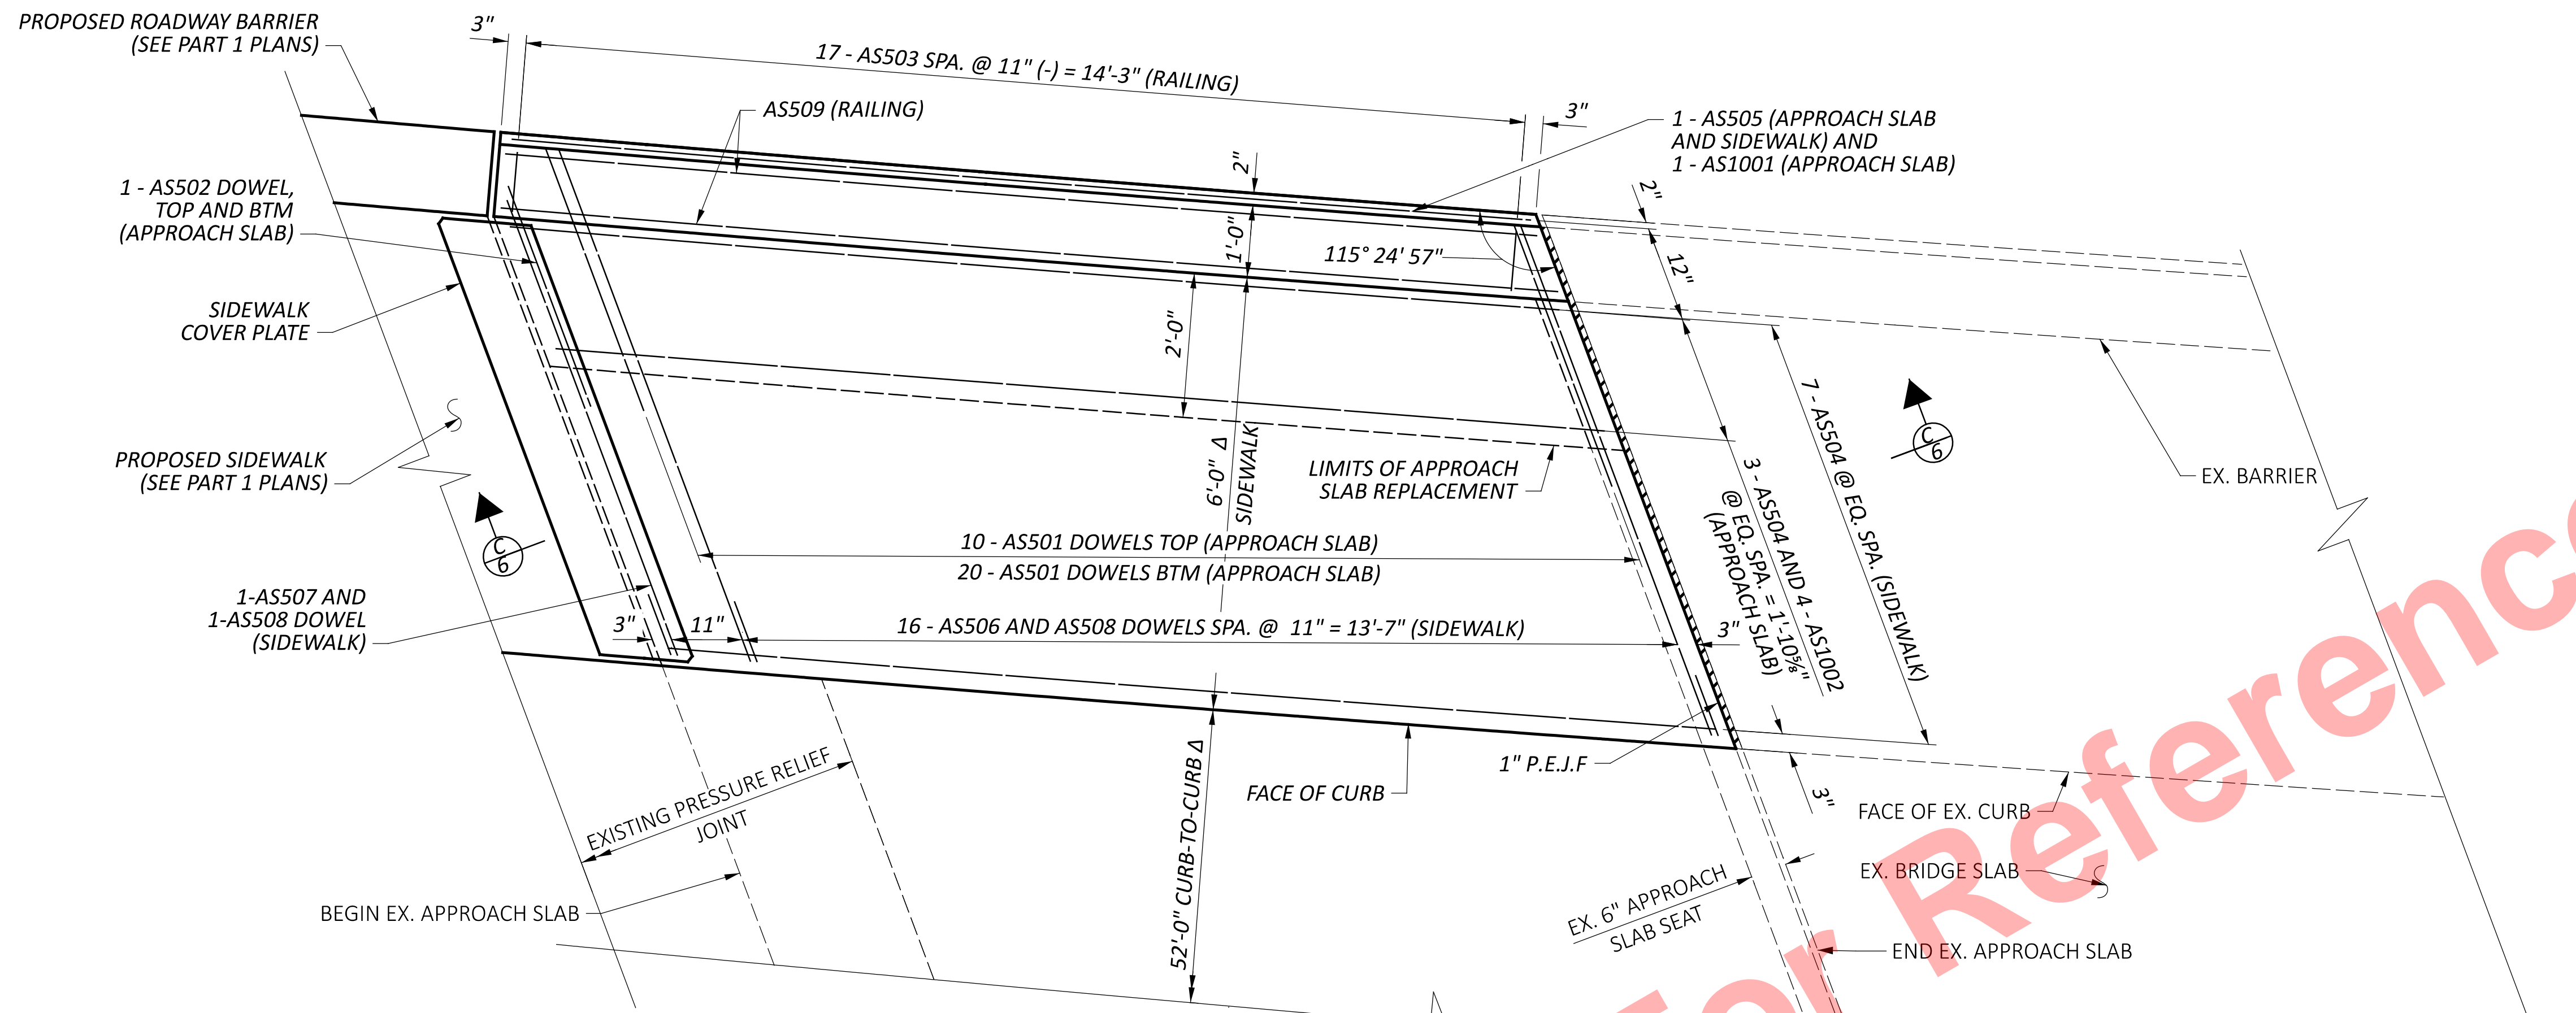 PROPOSED ROADWAY BARRIER
(SEE PART 1 PLANS)
3"
17 - AS503 SPA. @ 11" (-) = 14'-3" (RAILING)
3"
AS509 (RAILING)
1 - AS505 (APPROACH SLAB
AND SIDEWALK) AND
1 - AS1001 (APPROACH SLAB)
2"
1'-0"
2"
12"
115° 24' 57"
1 - AS502 DOWEL,
TOP AND BTM
(APPROACH SLAB)
SIDEWALK
COVER PLATE
2'-0"
PROPOSED SIDEWALK
(SEE PART 1 PLANS)
C
6
6'-0" Δ
SIDEWALK
LIMITS OF APPROACH
SLAB REPLACEMENT
7 - AS504 @ EQ. SPA. (SIDEWALK)
3 - AS504 AND 4 - AS1002
@ EQ. SPA. = 1'-10⅝"
(APPROACH SLAB)
C
6
EX. BARRIER
10 - AS501 DOWELS TOP (APPROACH SLAB)
20 - AS501 DOWELS BTM (APPROACH SLAB)
1-AS507 AND
1-AS508 DOWEL
(SIDEWALK)
3"
11"
16 - AS506 AND AS508 DOWELS SPA. @ 11" = 13'-7" (SIDEWALK)
3"
1" P.E.J.F
3"
FACE OF CURB
52'-0" CURB-TO-CURB Δ
EXISTING PRESSURE RELIEF
JOINT
BEGIN EX. APPROACH SLAB
FACE OF EX. CURB
EX. BRIDGE SLAB
EX. 6" APPROACH
SLAB SEAT
END EX. APPROACH SLAB
For Reference